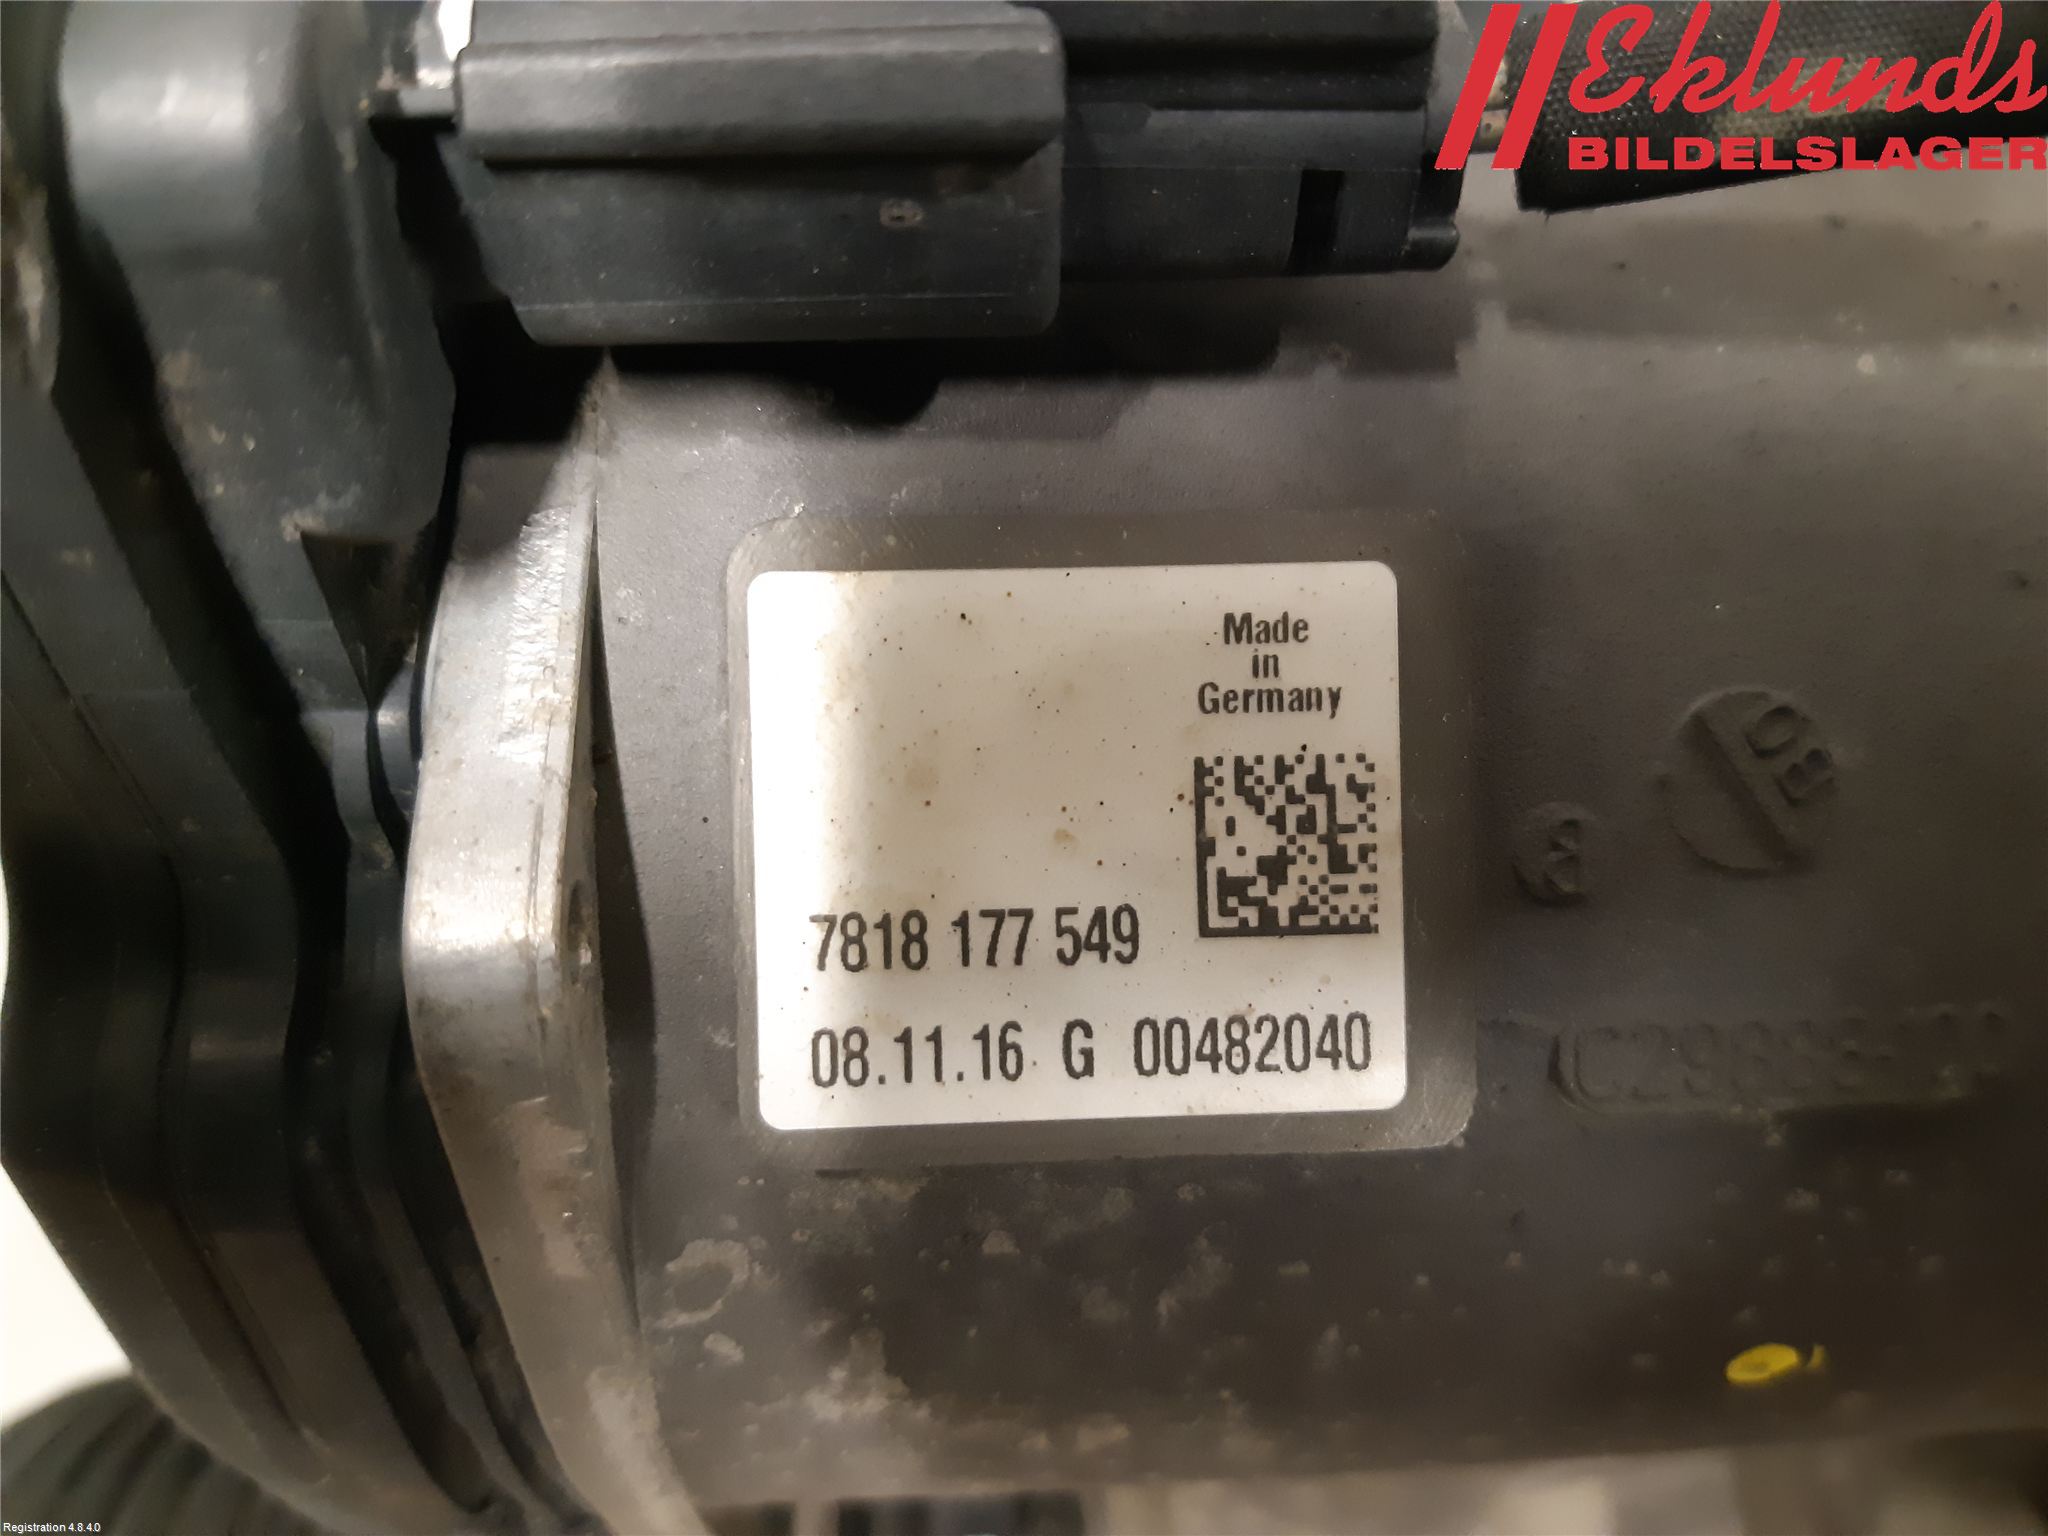 Eklunds
BILDELSLAGER
Made
in
Germany
7818 177 549
08.11.16 G 00482040
Registration 4.8.4.0